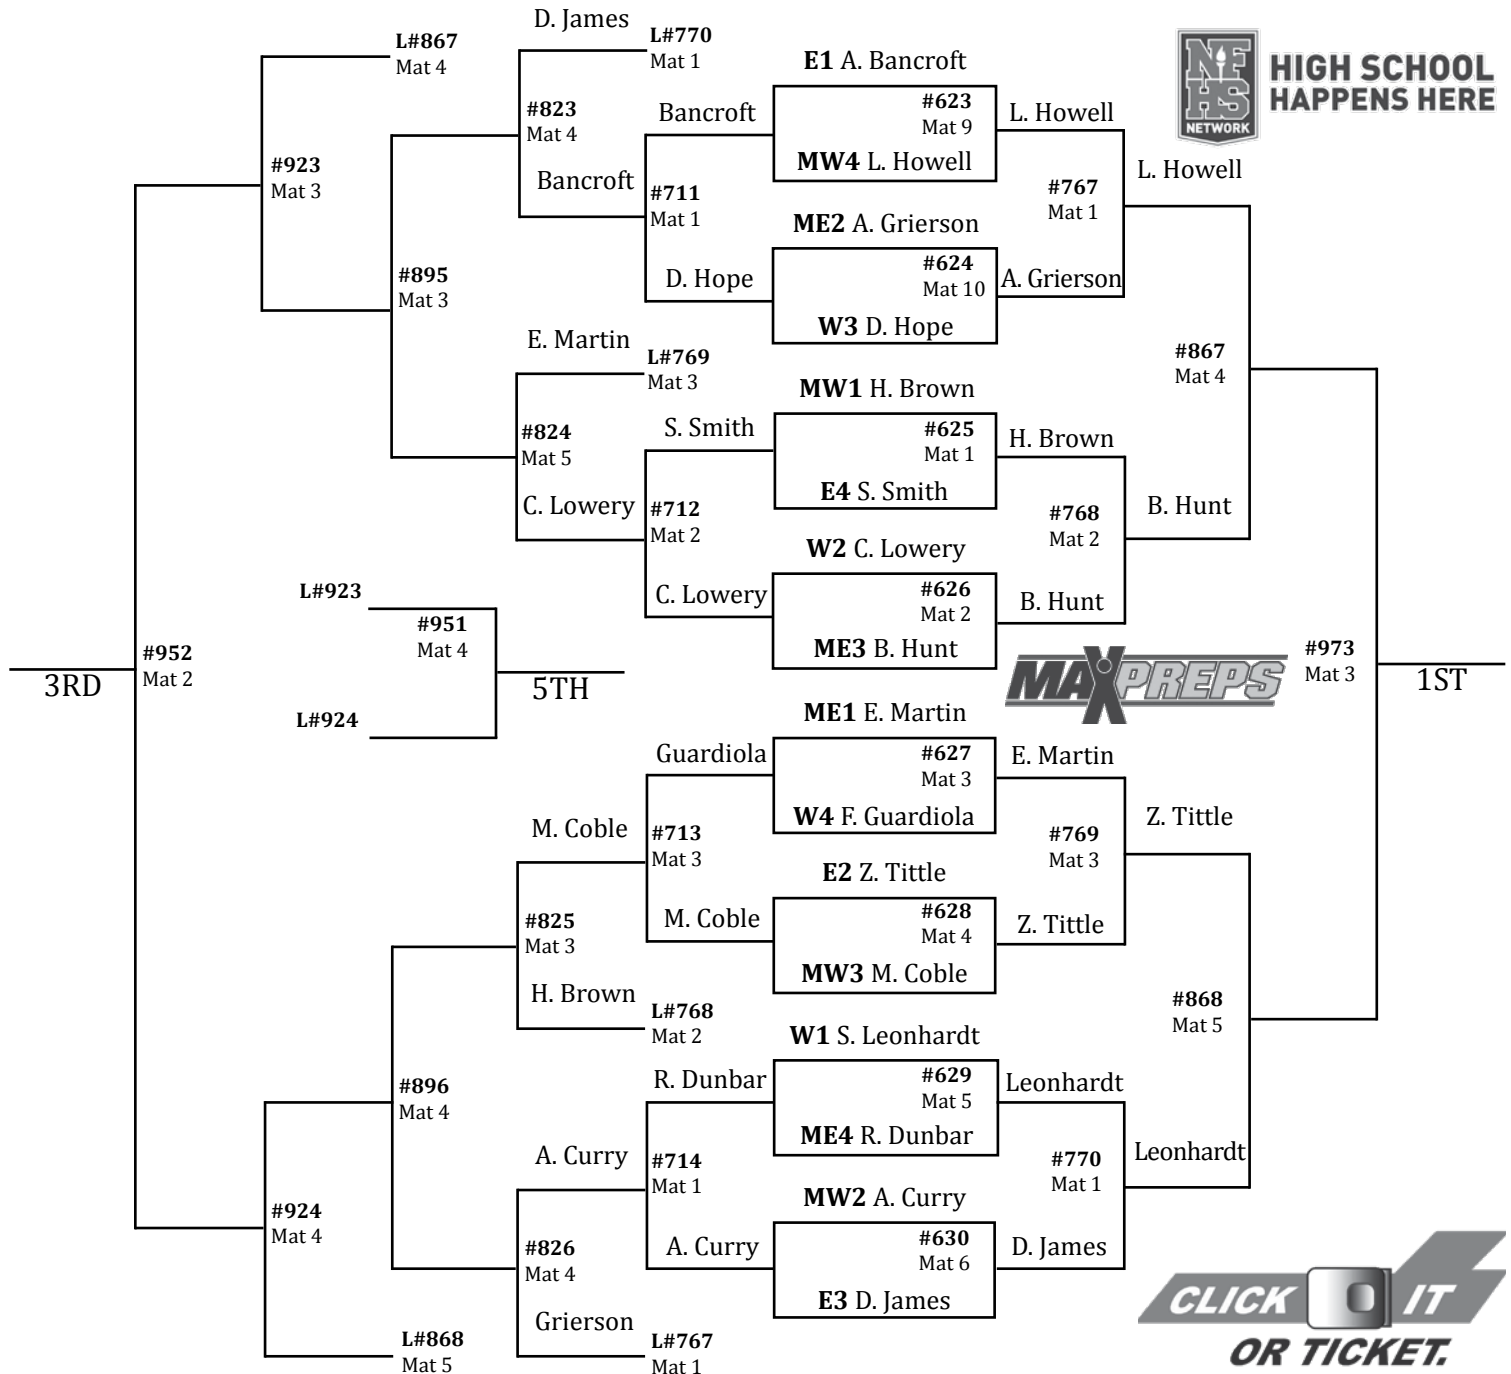 D. James
L#867
Mat 4
L#770
Mat 1
E1 A. Bancroft
NFHS
NETWORK
HIGH SCHOOL
HAPPENS HERE
#823
Mat 4
Bancroft
#623
Mat 9
L. Howell
#923
Mat 3
Bancroft
MW4 L. Howell
L. Howell
#711
Mat 1
#767
Mat 1
ME2 A. Grierson
#895
Mat 3
D. Hope
#624
Mat 10
A. Grierson
W3 D. Hope
E. Martin
L#769
Mat 3
#867
Mat 4
MW1 H. Brown
#824
Mat 5
S. Smith
#625
Mat 1
H. Brown
E4 S. Smith
C. Lowery
#712
Mat 2
#768
Mat 2
B. Hunt
W2 C. Lowery
L#923
#951
Mat 4
C. Lowery
#626
Mat 2
B. Hunt
ME3 B. Hunt
#952
Mat 2
3RD
5TH
MAXPREPS
#973
Mat 3
1ST
L#924
ME1 E. Martin
Guardiola
#627
Mat 3
E. Martin
W4 F. Guardiola
M. Coble
#713
Mat 3
#769
Mat 3
Z. Tittle
E2 Z. Tittle
#825
Mat 3
M. Coble
#628
Mat 4
Z. Tittle
MW3 M. Coble
H. Brown
L#768
Mat 2
#868
Mat 5
W1 S. Leonhardt
#896
Mat 4
R. Dunbar
#629
Mat 5
Leonhardt
ME4 R. Dunbar
A. Curry
#714
Mat 1
#770
Mat 1
Leonhardt
MW2 A. Curry
#924
Mat 4
#826
Mat 4
A. Curry
#630
Mat 6
D. James
E3 D. James
Grierson
L#868
Mat 5
L#767
Mat 1
CLICK IT
OR TICKET.